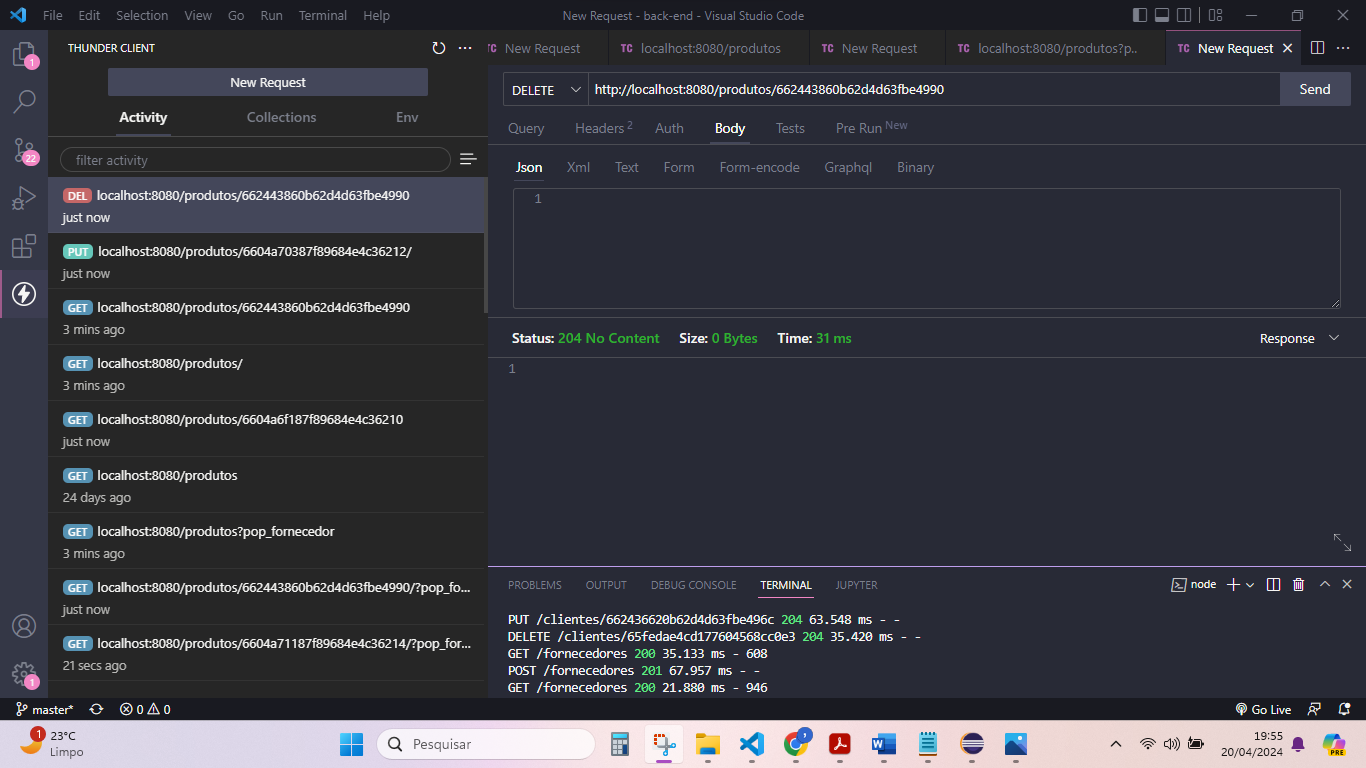 File Edit Selection View Go Run Terminal Help New Request - back-end - Visual Studio Code
THUNDER CLIENT
TC New Request TC localhost:8080/produtos TC New Request TC localhost:8080/produtos?p.. TC New Request
New Request
DELETE http://localhost:8080/produtos/662443860b62d4d63fbe4990 Send
Activity Collections Env
Query Headers 2 Auth Body Tests Pre Run New
filter activity
Json Xml Text Form Form-encode Graphql Binary
1
DEL localhost:8080/produtos/662443860b62d4d63fbe4990
just now
PUT localhost:8080/produtos/6604a70387f89684e4c36212/
just now
GET localhost:8080/produtos/662443860b62d4d63fbe4990
3 mins ago
GET localhost:8080/produtos/
3 mins ago
GET localhost:8080/produtos/6604a6f187f89684e4c36210
just now
GET localhost:8080/produtos
24 days ago
GET localhost:8080/produtos?pop_fornecedor
3 mins ago
GET localhost:8080/produtos/662443860b62d4d63fbe4990/?pop_fo...
just now
GET localhost:8080/produtos/6604a71187f89684e4c36214/?pop_for...
21 secs ago
Status: 204 No Content Size: 0 Bytes Time: 31 ms Response
1
PROBLEMS OUTPUT DEBUG CONSOLE TERMINAL JUPYTER node
PUT /clientes/662436620b62d4d63fbe496c 204 63.548 ms - -
DELETE /clientes/65fedae4cd177604568cc0e3 204 35.420 ms - -
GET /fornecedores 200 35.133 ms - 608
POST /fornecedores 201 67.957 ms - -
GET /fornecedores 200 21.880 ms - 946
1
22
1
master* 0 0 Go Live
1
23°C
Limpo
Pesquisar
PRE
19:55
20/04/2024